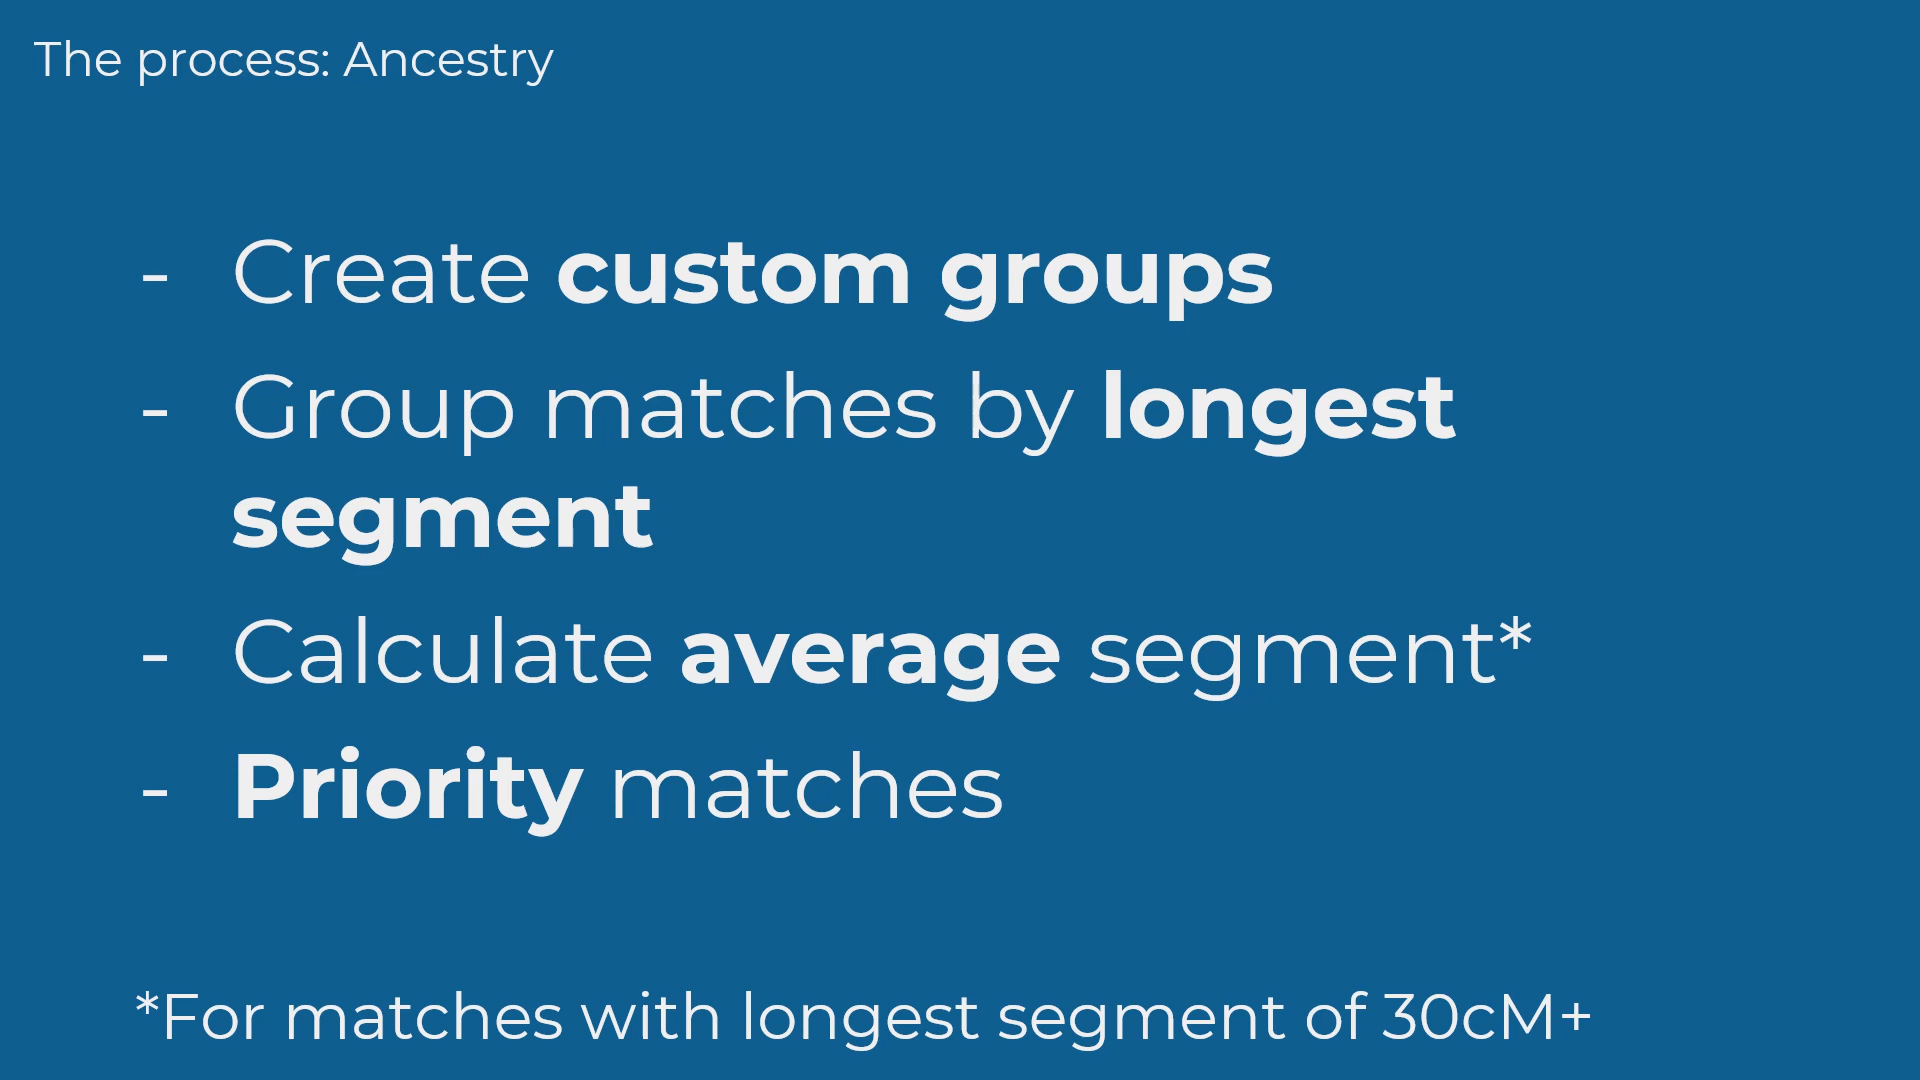 The process: Ancestry
- Create custom groups
- Group matches by longest
segment
- Calculate average segment*
- Priority matches
*For matches with longest segment of 30cM+